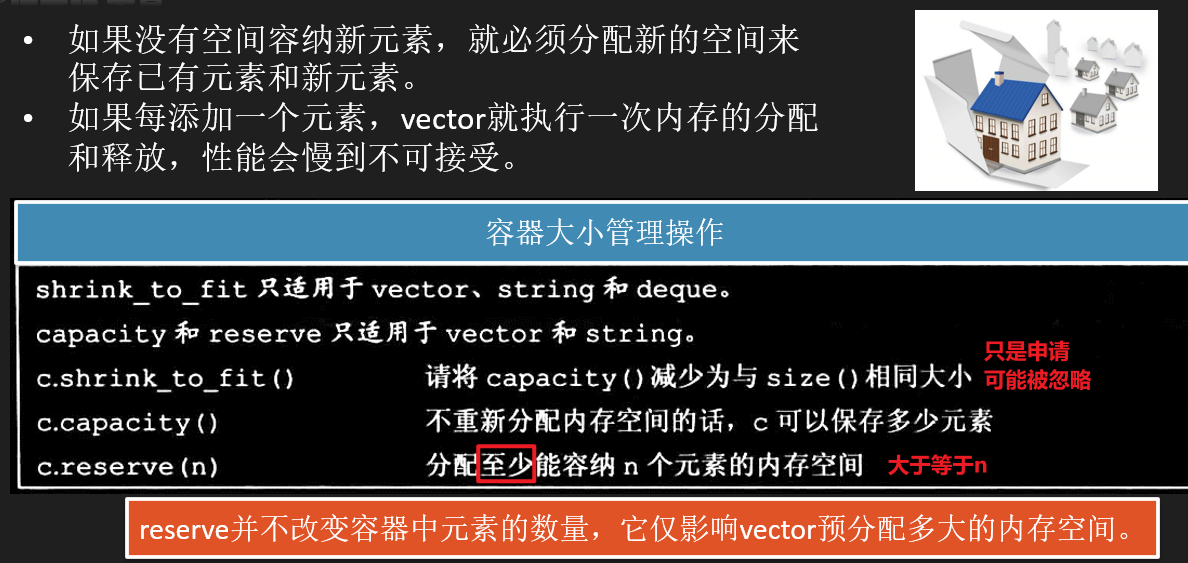 • 如果没有空间容纳新元素，就必须分配新的空间来
保存已有元素和新元素。
• 如果每添加一个元素，vector就执行一次内存的分配
和释放，性能会慢到不可接受。
容器大小管理操作
shrink_to_fit 只适用于 vector、string 和 deque。
capacity 和 reserve 只适用于 vector 和 string。
c.shrink_to_fit() 请将 capacity()减少为与 size()相同大小 只是申请
可能被忽略
c.capacity() 不重新分配内存空间的话，c 可以保存多少元素
c.reserve(n) 分配至少能容纳 n 个元素的内存空间 大于等于n
reserve并不改变容器中元素的数量，它仅影响vector预分配多大的内存空间。